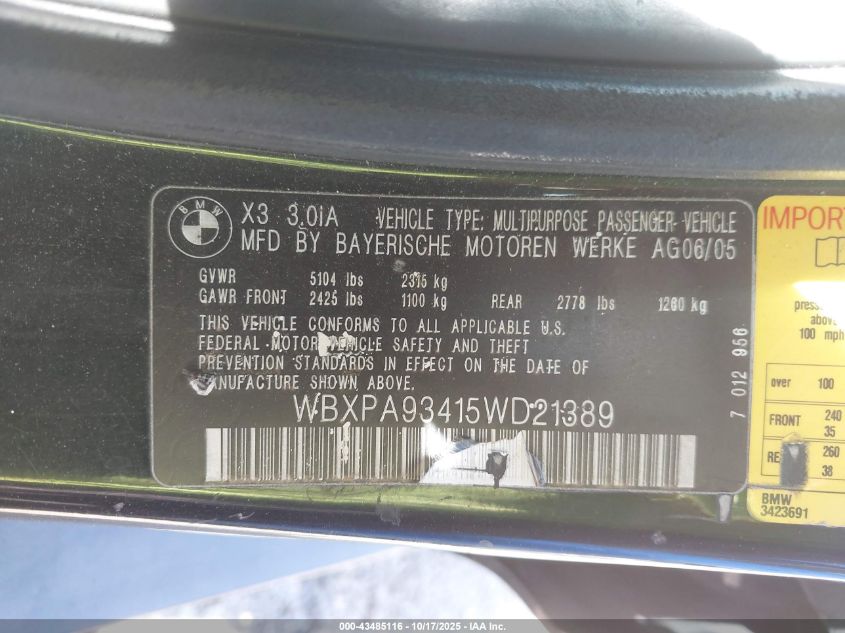 BMW
X3 3.0IA VEHICLE TYPE: MULTIPURPOSE PASSENGER VEHICLE
MFD BY BAYERISCHE MOTOREN WERKE AG06/05
GVWR 5104 lbs 2315 kg
GAWR FRONT 2425 lbs 1100 kg REAR 2778 lbs 1260 kg
THIS VEHICLE CONFORMS TO ALL APPLICABLE U.S.
FEDERAL MOTOR VEHICLE SAFETY AND THEFT
PREVENTION STANDARDS IN EFFECT ON THE DATE OF
MANUFACTURE SHOWN ABOVE.
WBXPA93415WD21389
7 012 956
IMPORT
press
above
100 mph
over 100
FRONT 240
35
RE 260
38
BMW
3423691
000-43485116 - 10/17/2025 - IAA Inc.